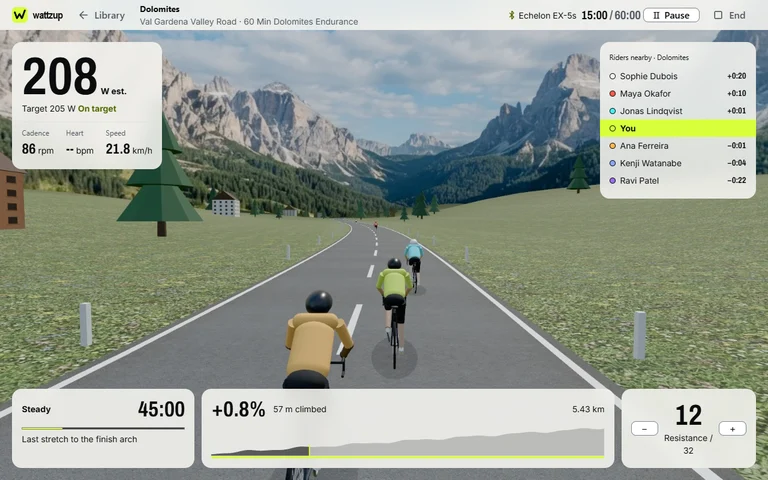 wattzup
Library
Dolomites
Val Gardena Valley Road · 60 Min Dolomites Endurance
Echelon EX-5s
15:00 / 60:00
Pause
End
208 W est.
Target 205 W On target
Cadence Heart Speed
86 rpm -- bpm 21.8 km/h
Riders nearby · Dolomites
Sophie Dubois +0:20
Maya Okafor +0:10
Jonas Lindqvist +0:01
You
Ana Ferreira −0:01
Kenji Watanabe −0:04
Ravi Patel −0:22
Steady 45:00
Last stretch to the finish arch
+0.8% 57 m climbed 5.43 km
− 12 +
Resistance /
32